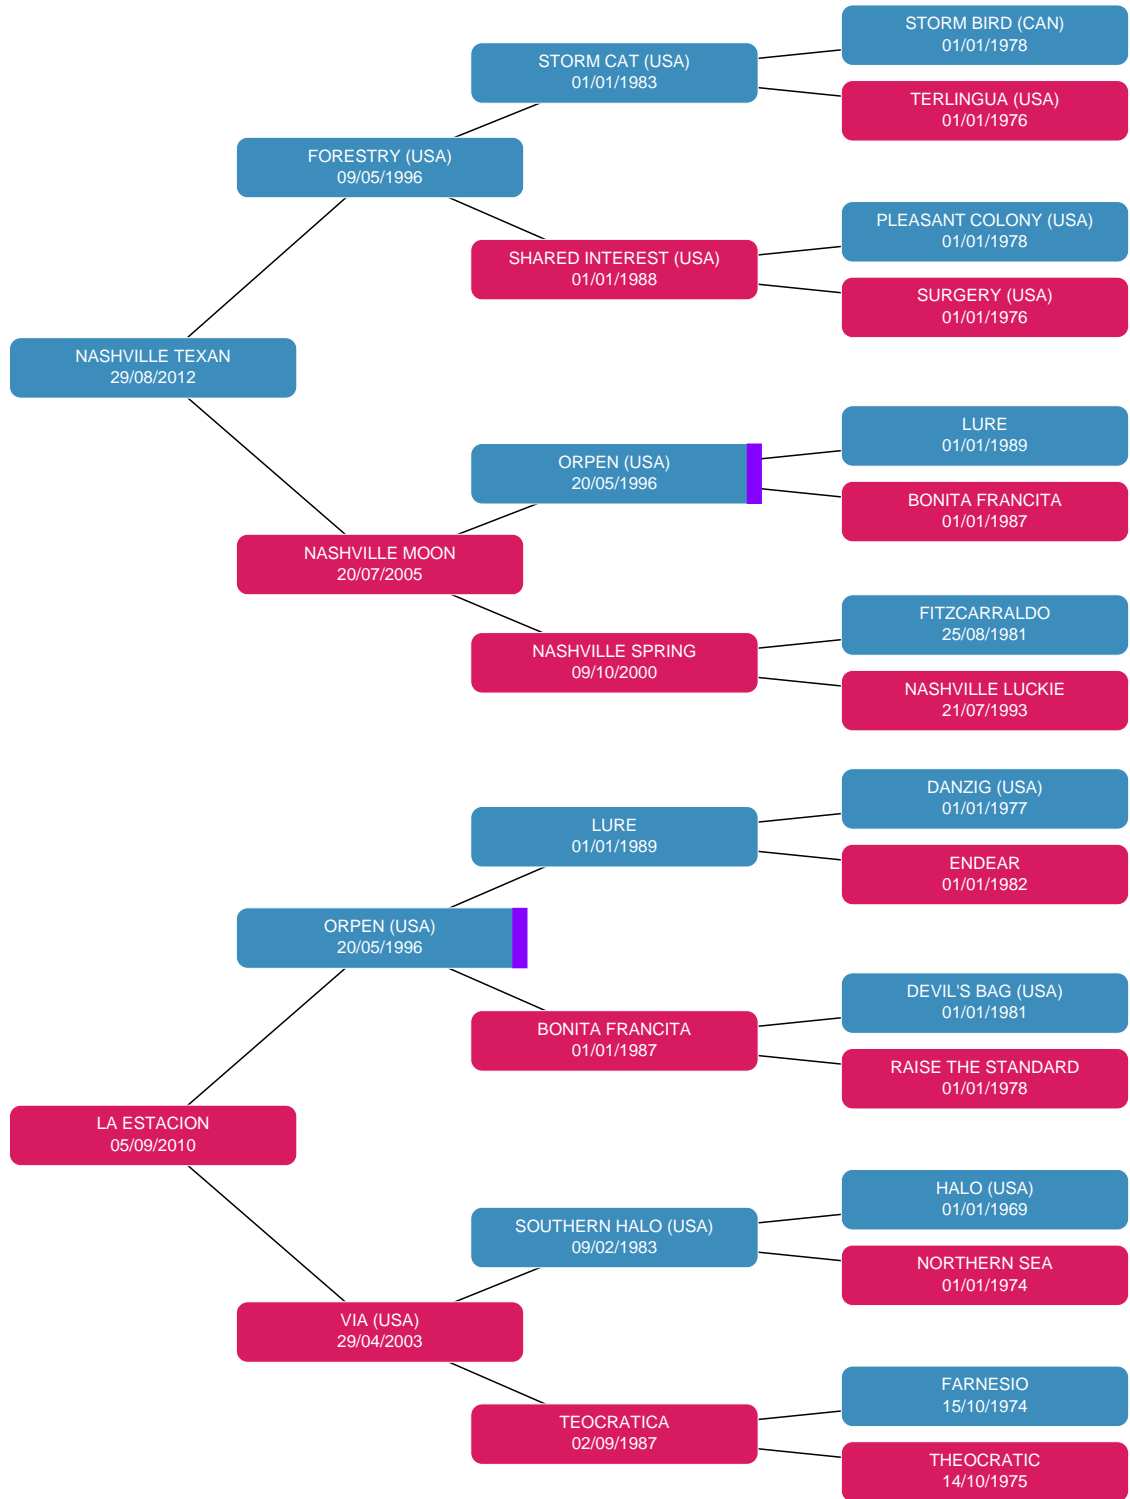 STORM BIRD (CAN)
01/01/1978
STORM CAT (USA)
01/01/1983
TERLINGUA (USA)
01/01/1976
FORESTRY (USA)
09/05/1996
PLEASANT COLONY (USA)
01/01/1978
SHARED INTEREST (USA)
01/01/1988
SURGERY (USA)
01/01/1976
NASHVILLE TEXAN
29/08/2012
LURE
01/01/1989
ORPEN (USA)
20/05/1996
BONITA FRANCITA
01/01/1987
NASHVILLE MOON
20/07/2005
FITZCARRALDO
25/08/1981
NASHVILLE SPRING
09/10/2000
NASHVILLE LUCKIE
21/07/1993
DANZIG (USA)
01/01/1977
LURE
01/01/1989
ENDEAR
01/01/1982
ORPEN (USA)
20/05/1996
DEVIL'S BAG (USA)
01/01/1981
BONITA FRANCITA
01/01/1987
RAISE THE STANDARD
01/01/1978
LA ESTACION
05/09/2010
HALO (USA)
01/01/1969
SOUTHERN HALO (USA)
09/02/1983
NORTHERN SEA
01/01/1974
VIA (USA)
29/04/2003
FARNESIO
15/10/1974
TEOCRATICA
02/09/1987
THEOCRATIC
14/10/1975